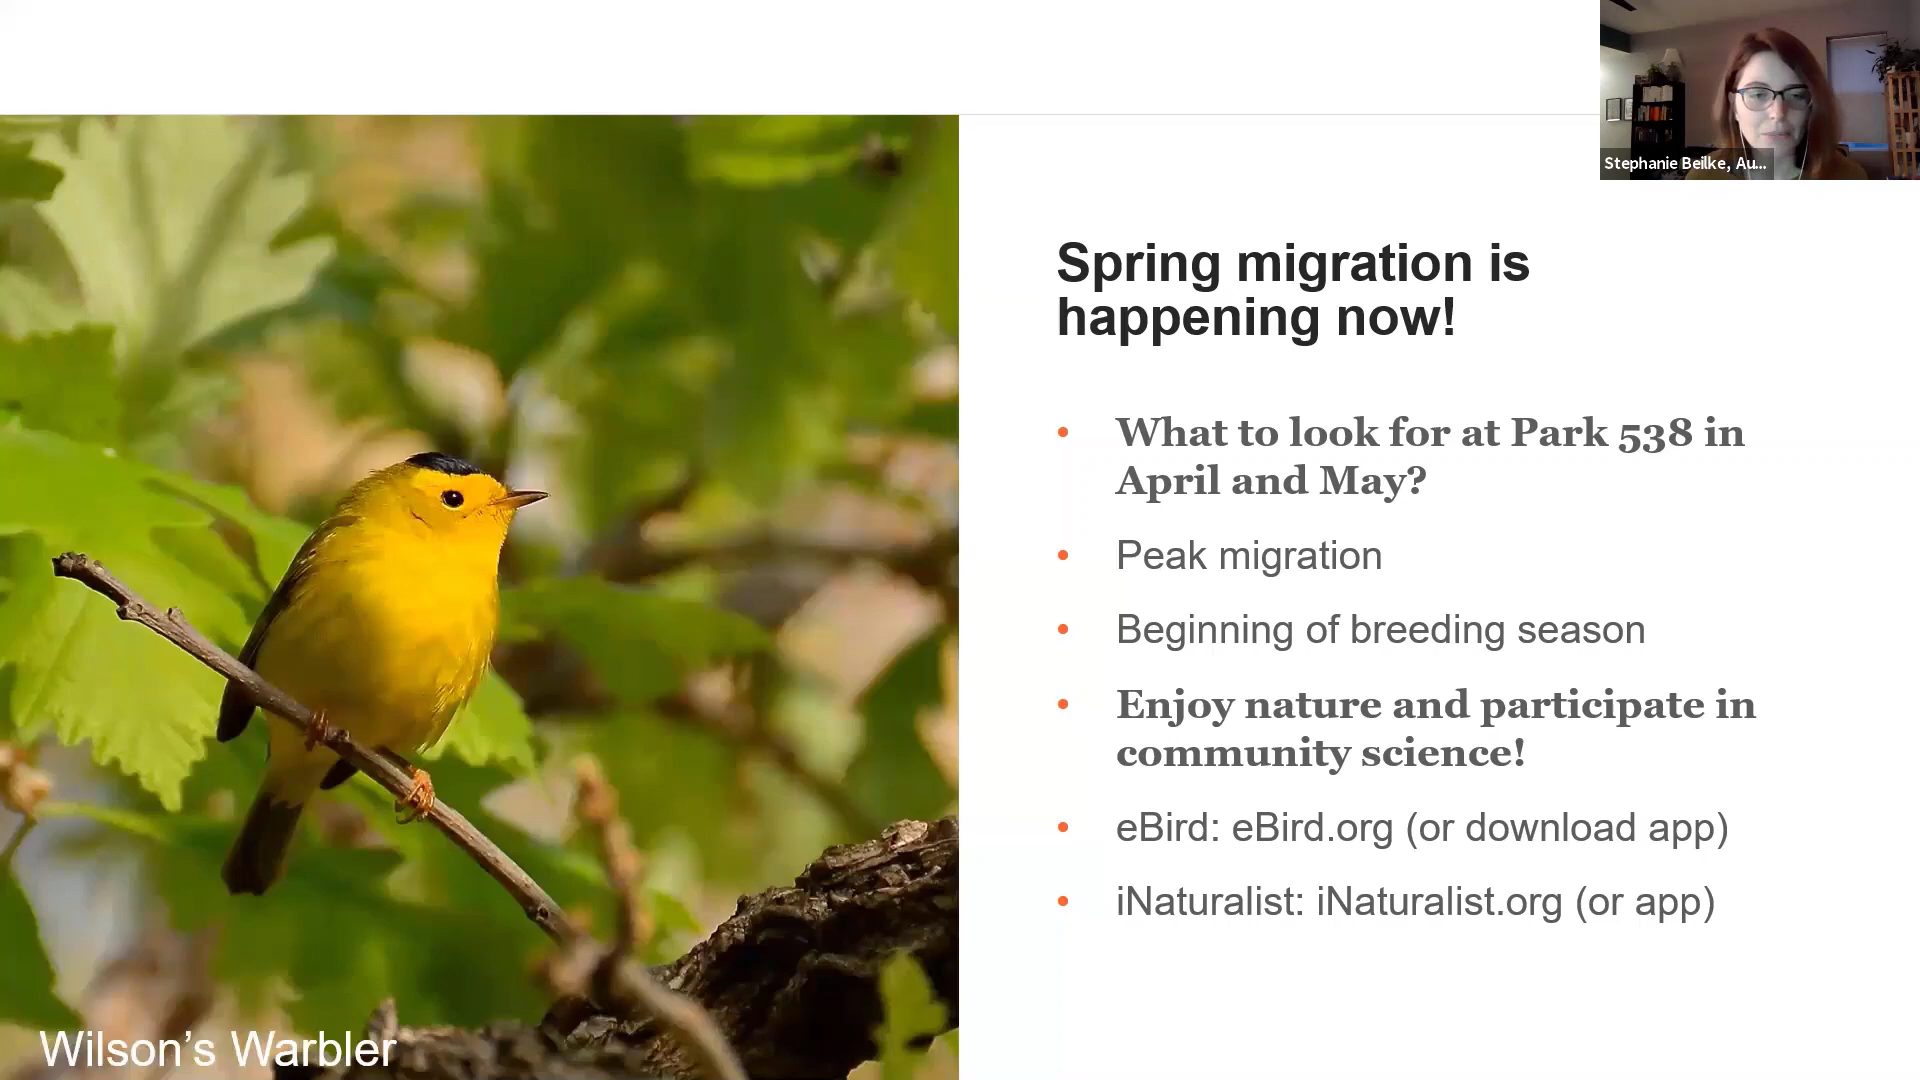 Stephanie Beilke, Au...
Spring migration is
happening now!
• What to look for at Park 538 in
April and May?
• Peak migration
• Beginning of breeding season
• Enjoy nature and participate in
community science!
• eBird: eBird.org (or download app)
• iNaturalist: iNaturalist.org (or app)
Wilson’s Warbler